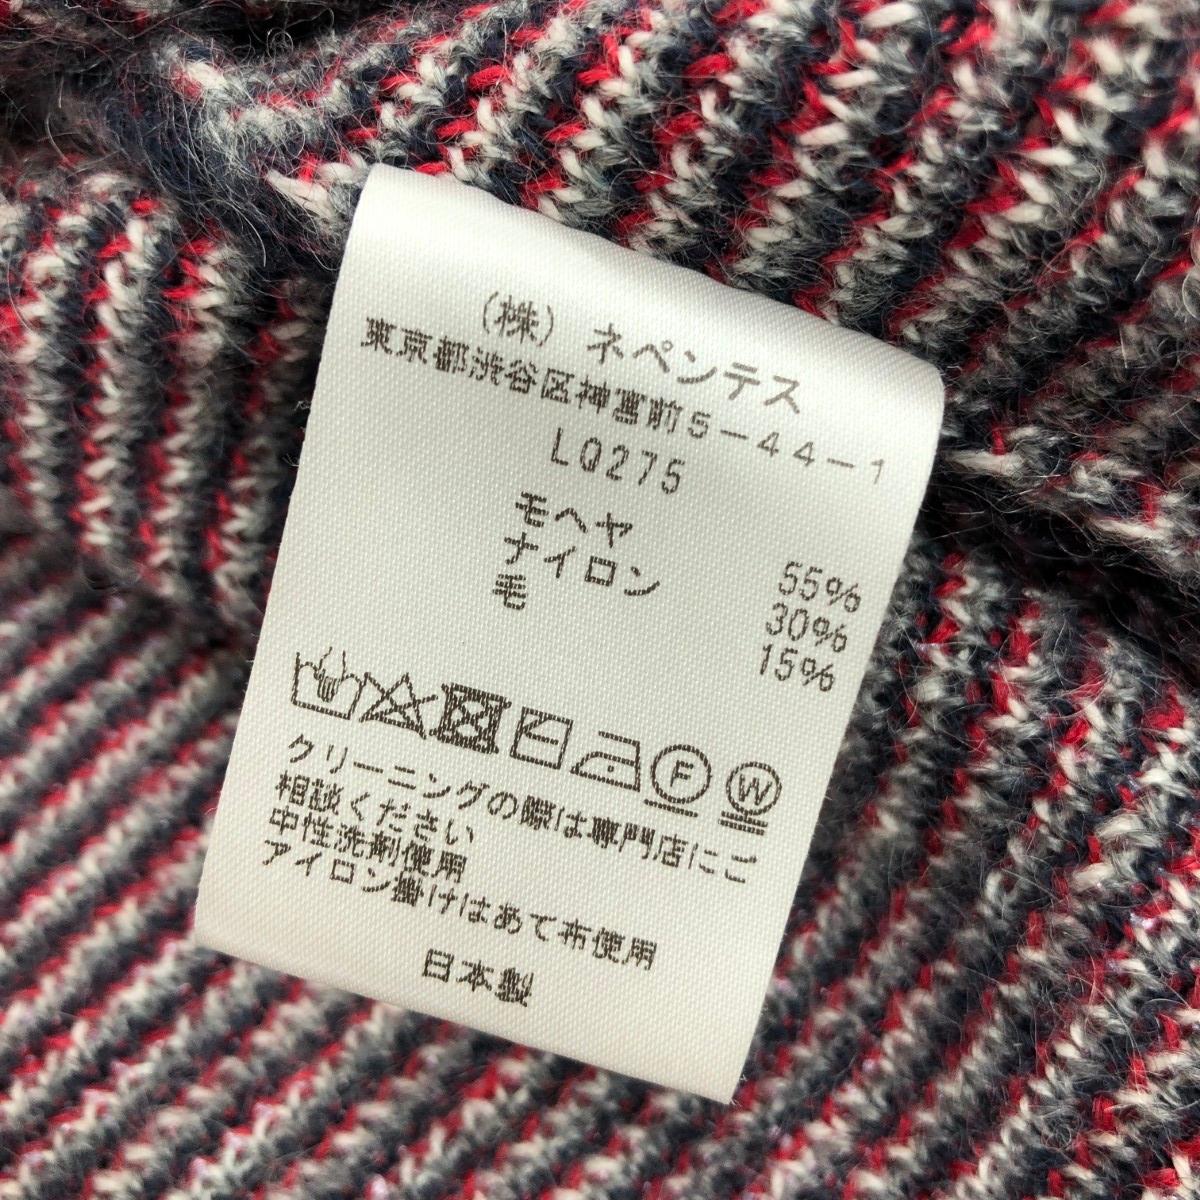 (株) ネペンテス
東京都渋谷区神宮前5-44-1
LQ275
モヘヤ 55%
ナイロン 30%
毛 15%
F W
クリーニングの際は専門店にご
相談ください
中性洗剤使用
アイロン掛けはあて布使用
日本製